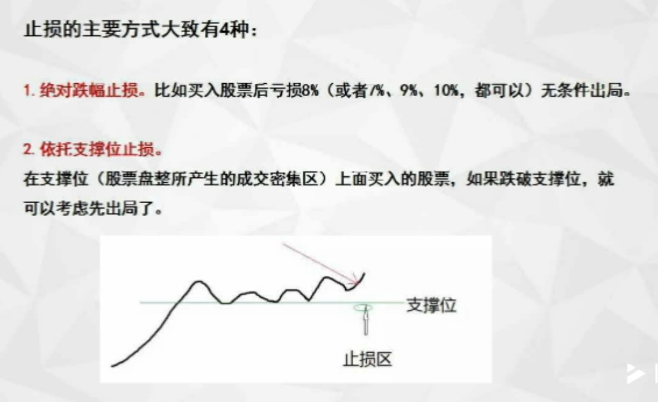 止损的主要方式大致有4种：
1. 绝对跌幅止损。比如买入股票后亏损8%（或者/%、9%、10%，都可以）无条件出局。
2. 依托支撑位止损。
在支撑位（股票盘整所产生的成交密集区）上面买入的股票，如果跌破支撑位，就
可以考虑先出局了。
支撑位
止损区